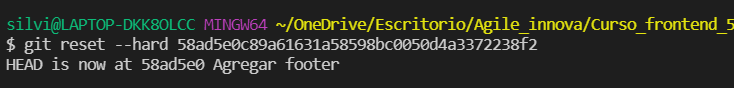 silvi@LAPTOP-DKK8OLCC MINGW64 ~/OneDrive/Escritorio/Agile_innova/Curso_frontend_5
$ git reset --hard 58ad5e0c89a61631a58598bc0050d4a3372238f2
HEAD is now at 58ad5e0 Agregar footer